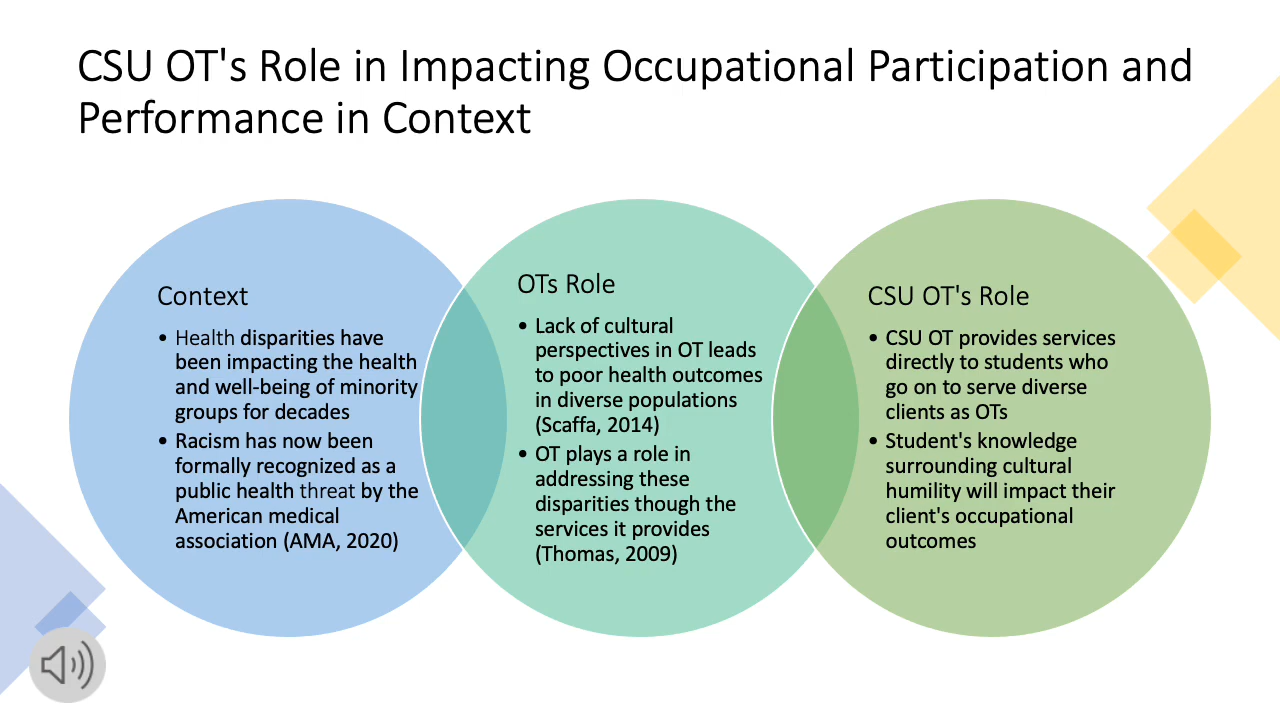 CSU OT's Role in Impacting Occupational Participation and
Performance in Context
Context
• Health disparities have
been impacting the health
and well-being of minority
groups for decades
• Racism has now been
formally recognized as a
public health threat by the
American medical
association (AMA, 2020)
OTs Role
• Lack of cultural
perspectives in OT leads
to poor health outcomes
in diverse populations
(Scaffa, 2014)
• OT plays a role in
addressing these
disparities though the
services it provides
(Thomas, 2009)
CSU OT's Role
• CSU OT provides services
directly to students who
go on to serve diverse
clients as OTs
• Student's knowledge
surrounding cultural
humility will impact their
client's occupational
outcomes